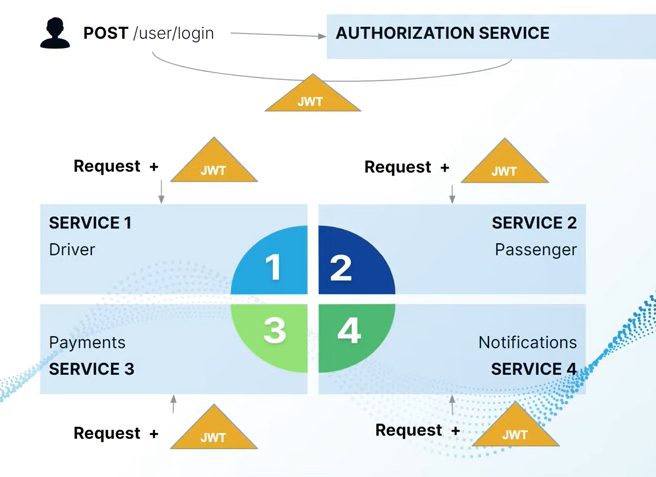 POST /user/login
AUTHORIZATION SERVICE
JWT
Request + JWT
Request + JWT
SERVICE 1
Driver
SERVICE 2
Passenger
1
2
3
4
Payments
SERVICE 3
Notifications
SERVICE 4
Request + JWT
Request + JWT